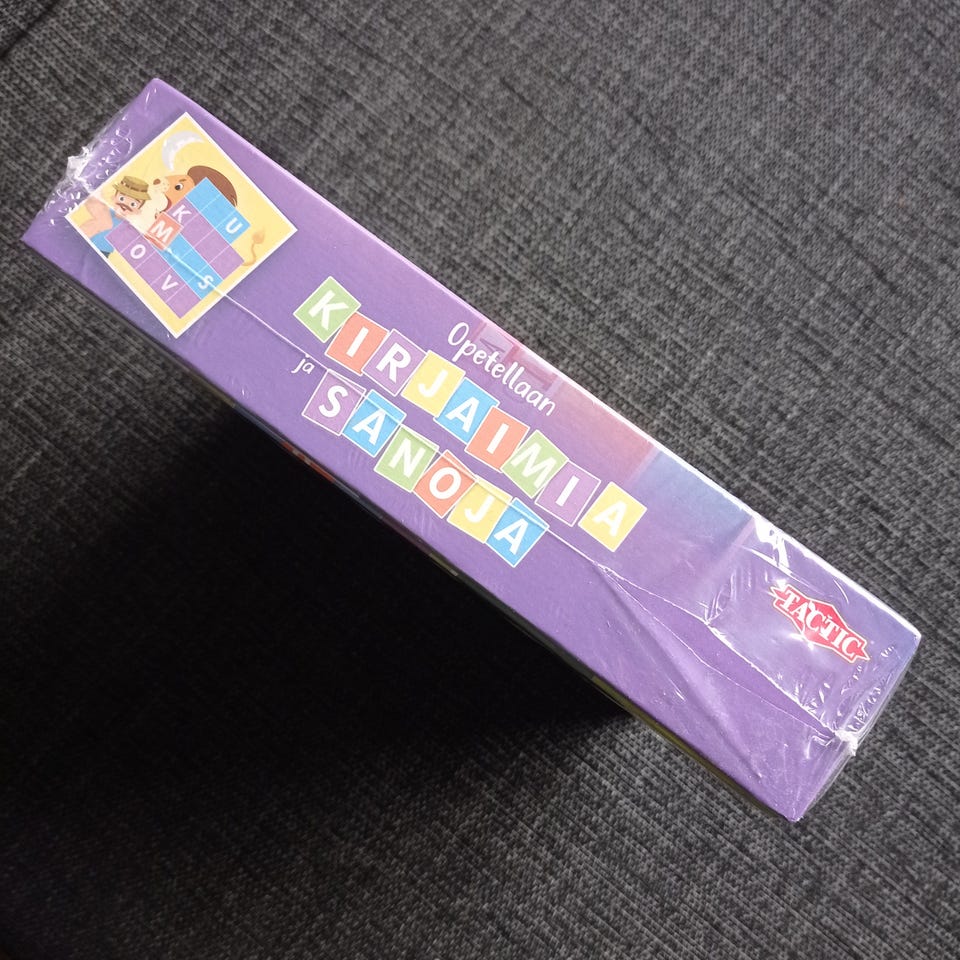 K U
M
O S
V
Opetellaan
KIRJAIMIA
ja SANOJA
TACTIC